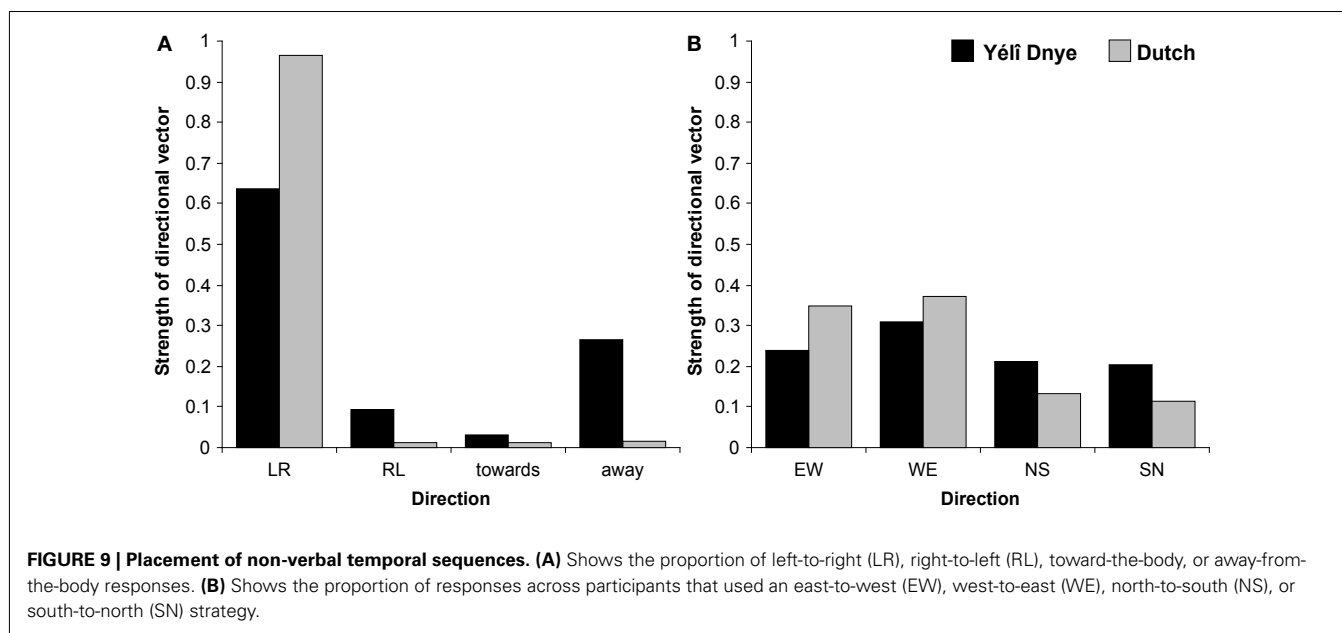 A
Strength of directional vector
1
0.9
0.8
0.7
0.6
0.5
0.4
0.3
0.2
0.1
0
LR RL towards away
Direction
B
Yélî Dnye Dutch
Strength of directional vector
1
0.9
0.8
0.7
0.6
0.5
0.4
0.3
0.2
0.1
0
EW WE NS SN
Direction
FIGURE 9 | Placement of non-verbal temporal sequences. (A) Shows the proportion of left-to-right (LR), right-to-left (RL), toward-the-body, or away-from-
the-body responses. (B) Shows the proportion of responses across participants that used an east-to-west (EW), west-to-east (WE), north-to-south (NS), or
south-to-north (SN) strategy.